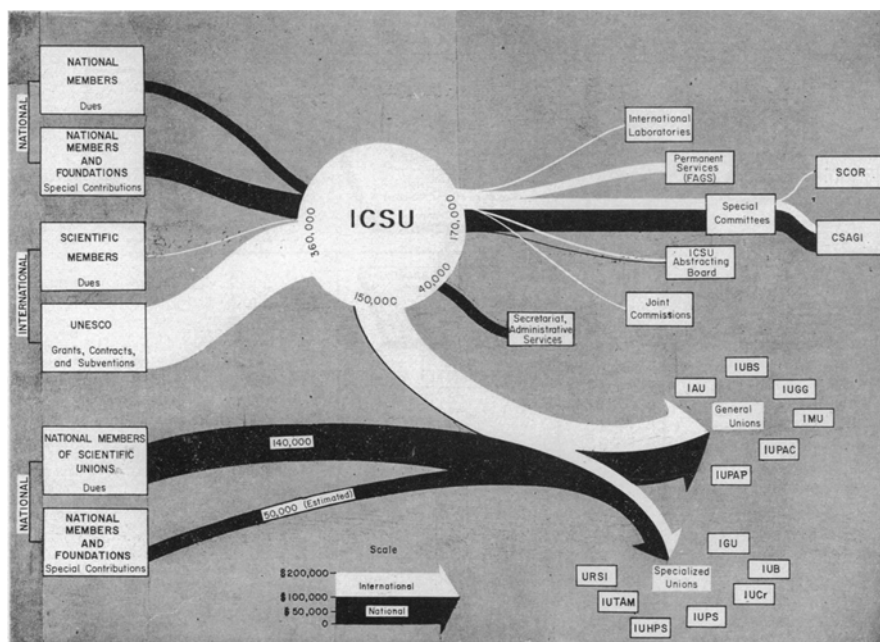 NATIONAL
NATIONAL
MEMBERS
Dues
NATIONAL
MEMBERS
AND
FOUNDATIONS
Special Contributions
INTERNATIONAL
SCIENTIFIC
MEMBERS
Dues
UNESCO
Grants, Contracts,
and Subventions
ICSU
360,000
170,000
40,000
150,000
International
Laboratories
Permanent
Services
(FAGS)
Special
Committees
SCOR
CSAGI
ICSU
Abstracting
Board
Joint
Commissions
Secretariat,
Administrative
Services
NATIONAL
NATIONAL MEMBERS
OF SCIENTIFIC
UNIONS
Dues
NATIONAL
MEMBERS
AND
FOUNDATIONS
Special Contributions
140,000
50,000 (Estimated)
IAU
IUBS
IUGG
General
Unions
IMU
IUPAC
IUPAP
Specialized
Unions
IGU
IUB
IUCr
IUPS
IUHPS
IUTAM
URSI
Scale
$200,000
International
$100,000
$50,000
National
0